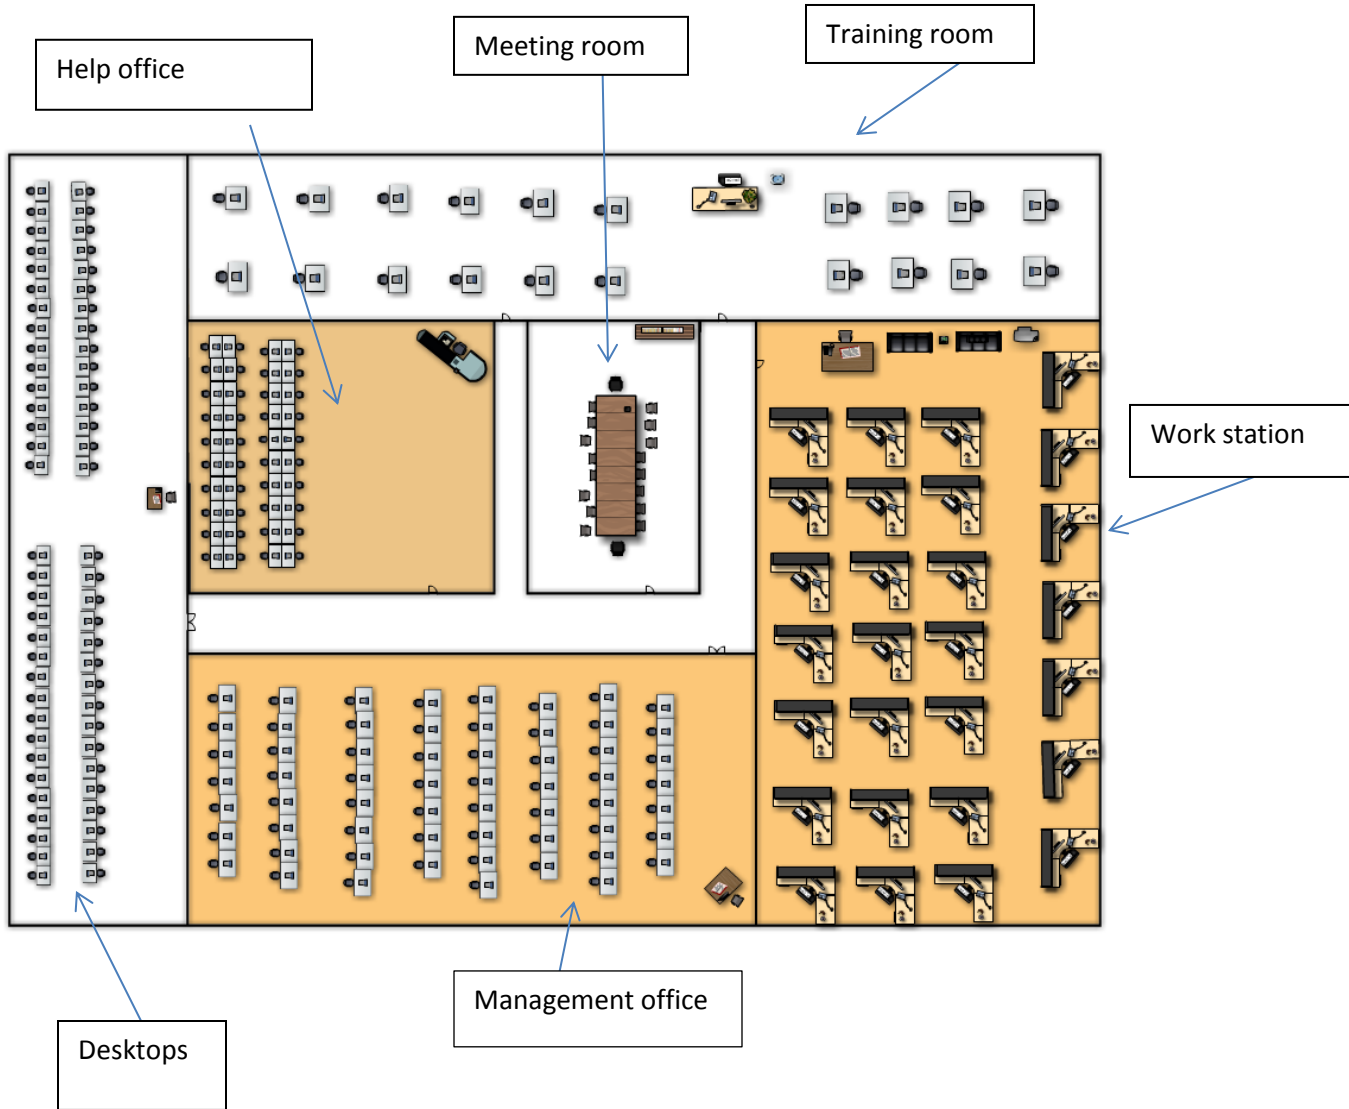 Help office
Meeting room
Training room
Work station
Management office
Desktops